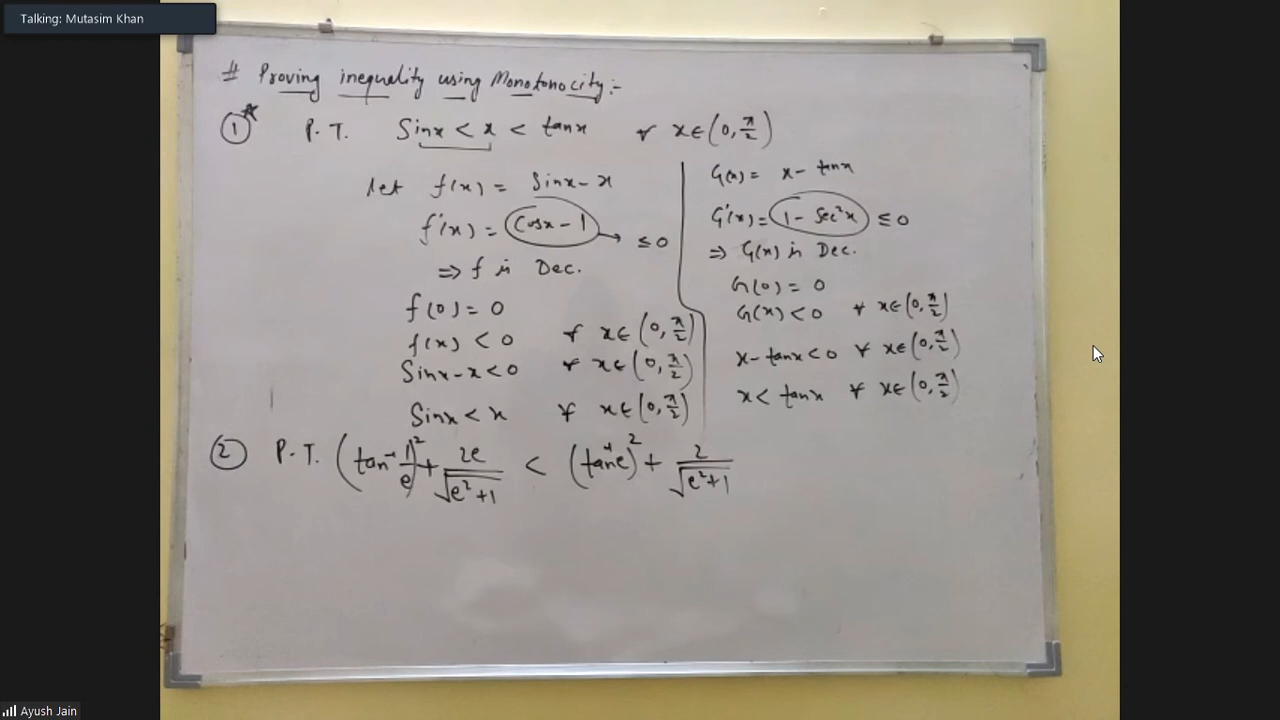 Talking: Mutasim Khan
# Proving inequality using Monotonocity:-
① * P.T. Sinx < x < tanx ∀ x∈(0, π/2)
let f(x) = Sinx - x
f'(x) = Cosx - 1 → ≤ 0
⇒ f is Dec.
f(0) = 0
f(x) < 0 ∀ x∈(0, π/2)
Sinx - x < 0 ∀ x∈(0, π/2)
Sinx < x ∀ x∈(0, π/2)
G(x) = x - tanx
G'(x) = 1 - Sec²x ≤ 0
⇒ G(x) is Dec.
G(0) = 0
G(x) < 0 ∀ x∈(0, π/2)
x - tanx < 0 ∀ x∈(0, π/2)
x < tanx ∀ x∈(0, π/2)
② P.T. (tan⁻¹ 1/e)² + 2e/√(e²+1) < (tan⁻¹e)² + 2/√(e²+1)
Ayush Jain